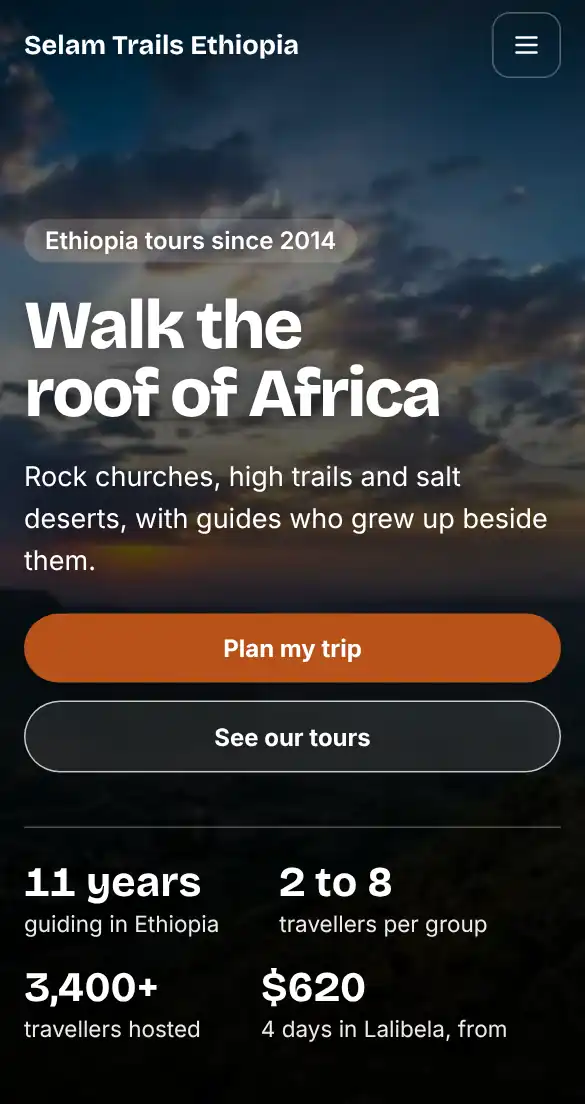 Selam Trails Ethiopia
Ethiopia tours since 2014
Walk the
roof of Africa
Rock churches, high trails and salt
deserts, with guides who grew up beside
them.
Plan my trip
See our tours
11 years
guiding in Ethiopia
2 to 8
travellers per group
3,400+
travellers hosted
$620
4 days in Lalibela, from